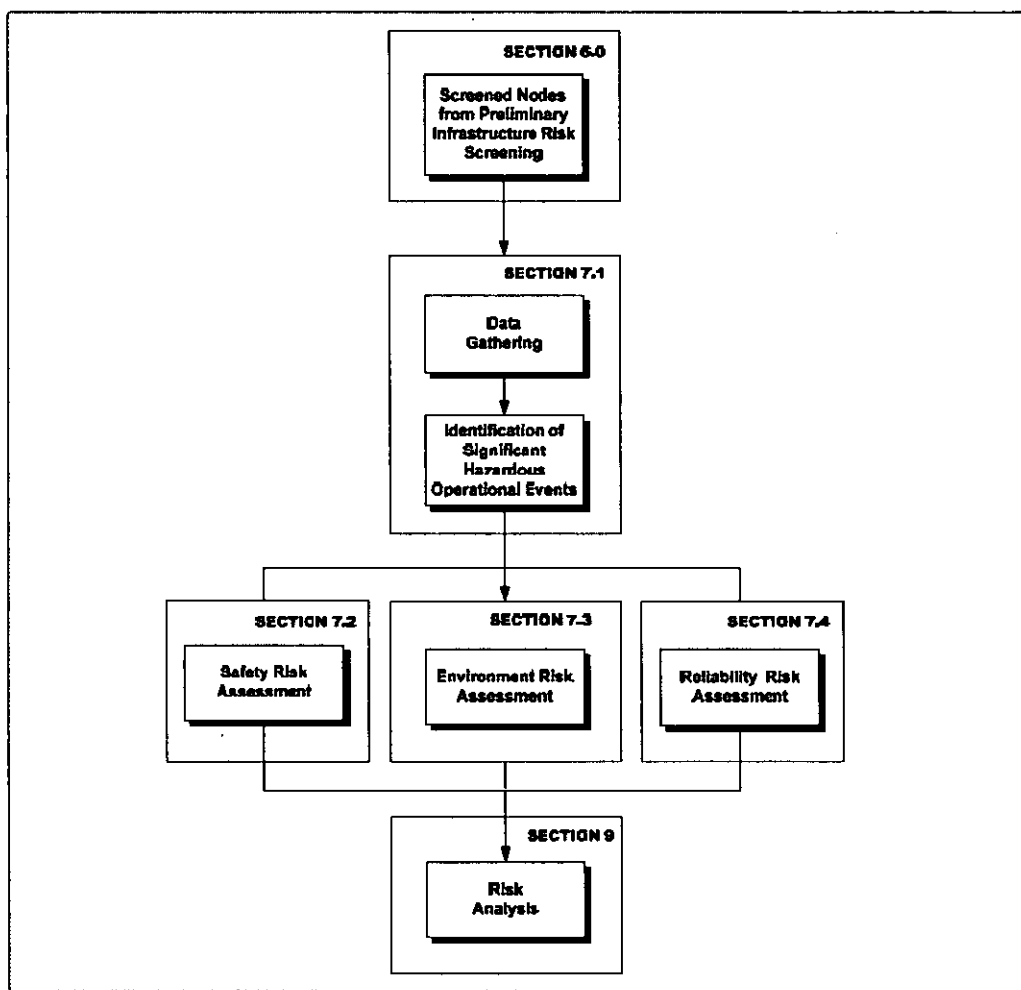 SECTION 6.0
Screened Nodes
from Preliminary
Infrastructure Risk
Screening
SECTION 7.1
Data
Gathering
Identification of
Significant
Hazardous
Operational Events
SECTION 7.2
Safety Risk
Assessment
SECTION 7.3
Environment Risk
Assessment
SECTION 7.4
Reliability Risk
Assessment
SECTION 9
Risk
Analysis